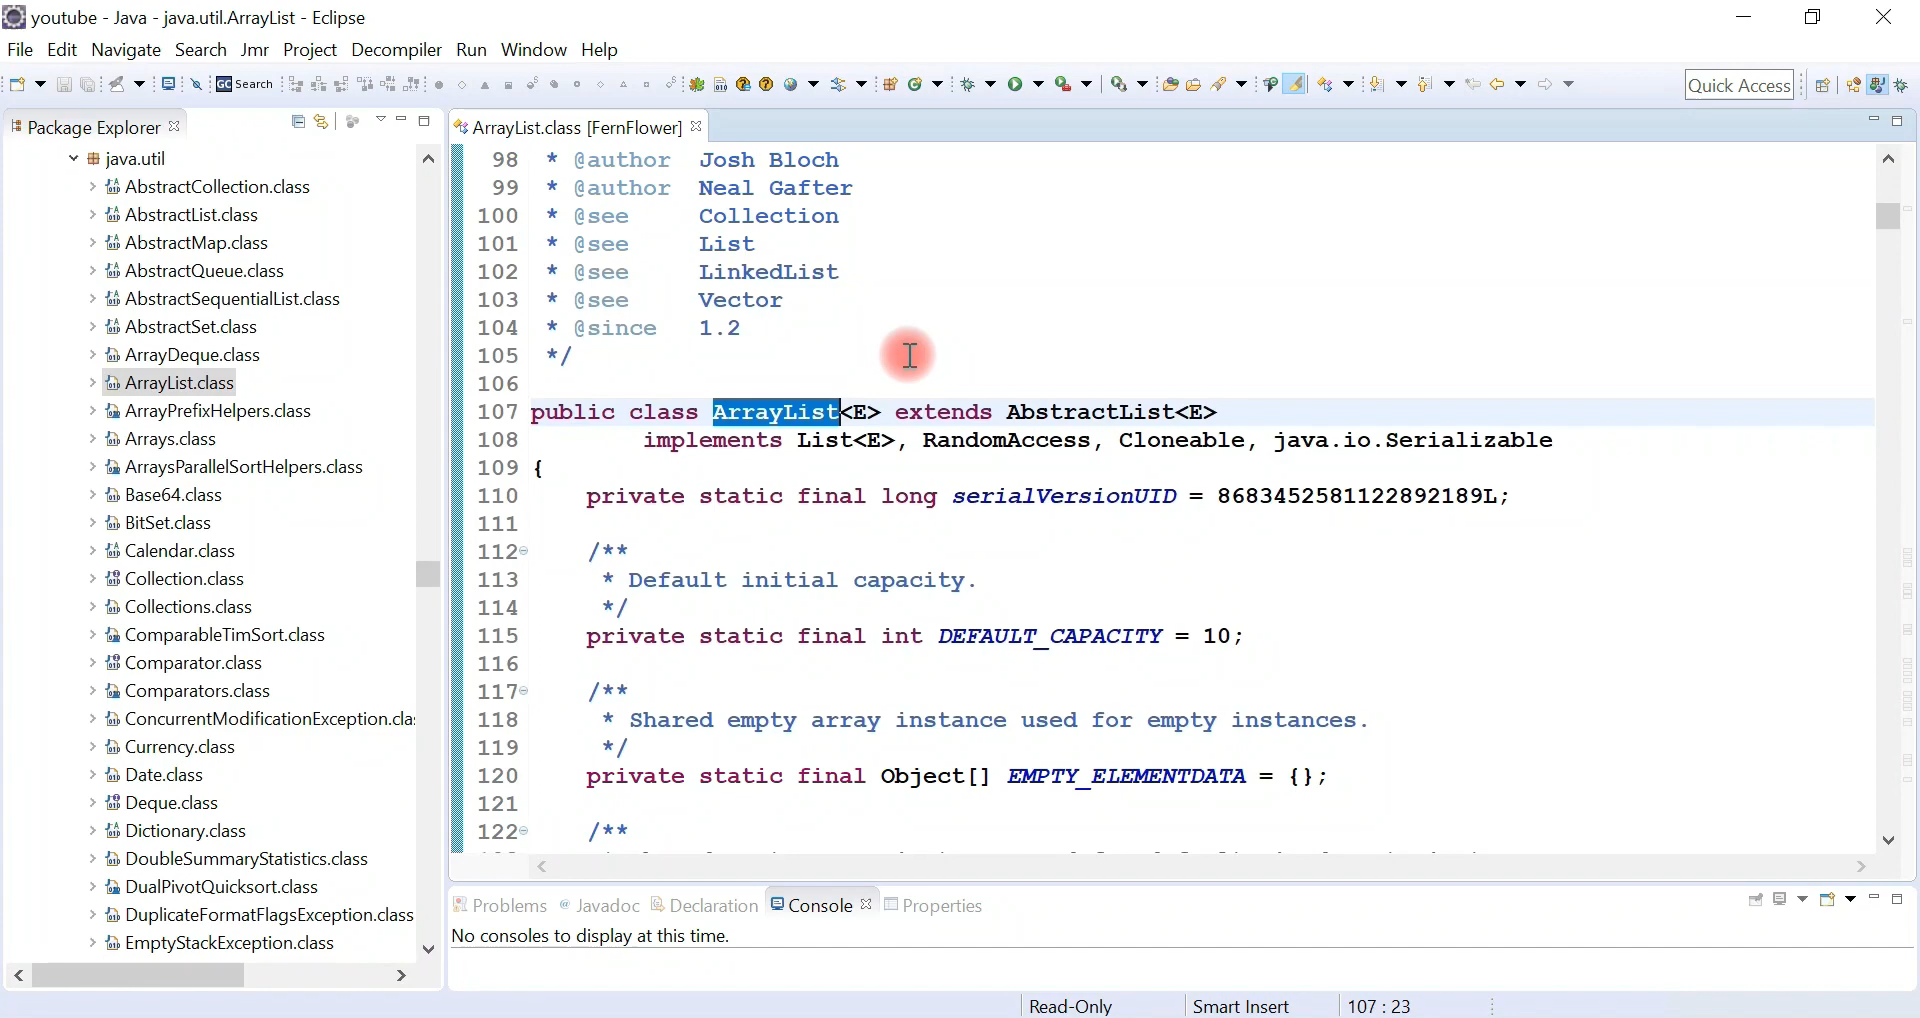 youtube - Java - java.util.ArrayList - Eclipse
File Edit Navigate Search Jmr Project Decompiler Run Window Help
GC Search
Quick Access
Package Explorer
java.util
AbstractCollection.class
AbstractList.class
AbstractMap.class
AbstractQueue.class
AbstractSequentialList.class
AbstractSet.class
ArrayDeque.class
ArrayList.class
ArrayPrefixHelpers.class
Arrays.class
ArraysParallelSortHelpers.class
Base64.class
BitSet.class
Calendar.class
Collection.class
Collections.class
ComparableTimSort.class
Comparator.class
Comparators.class
ConcurrentModificationException.cla
Currency.class
Date.class
Deque.class
Dictionary.class
DoubleSummaryStatistics.class
DualPivotQuicksort.class
DuplicateFormatFlagsException.class
EmptyStackException.class
ArrayList.class [FernFlower]
98 * @author Josh Bloch
99 * @author Neal Gafter
100 * @see Collection
101 * @see List
102 * @see LinkedList
103 * @see Vector
104 * @since 1.2
105 */
106
107 public class ArrayList<E> extends AbstractList<E>
108 implements List<E>, RandomAccess, Cloneable, java.io.Serializable
109 {
110 private static final long serialVersionUID = 8683452581122892189L;
111
112 /**
113 * Default initial capacity.
114 */
115 private static final int DEFAULT_CAPACITY = 10;
116
117 /**
118 * Shared empty array instance used for empty instances.
119 */
120 private static final Object[] EMPTY_ELEMENTDATA = {};
121
122 /**
Problems @ Javadoc Declaration Console Properties
No consoles to display at this time.
Read-Only Smart Insert 107 : 23